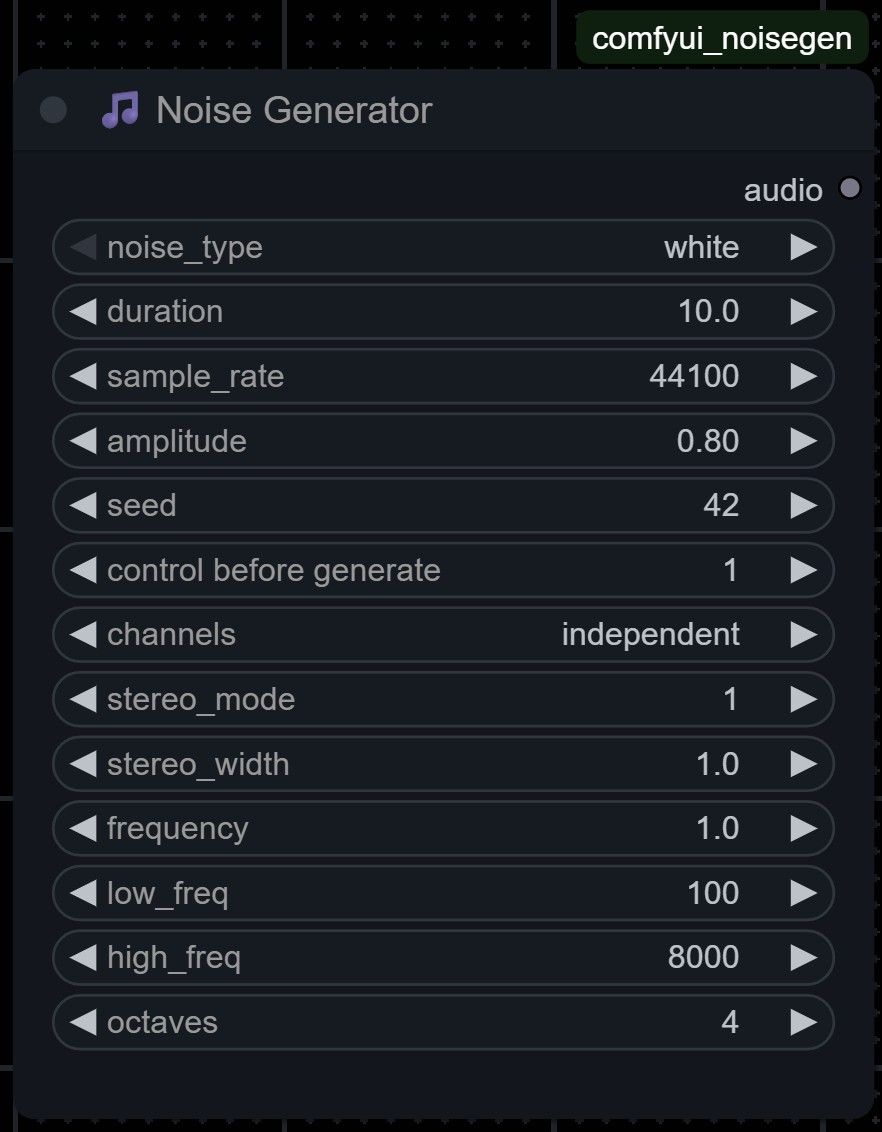 comfyui_noisegen
Noise Generator
audio
noise_type white
duration 10.0
sample_rate 44100
amplitude 0.80
seed 42
control before generate 1
channels independent
stereo_mode 1
stereo_width 1.0
frequency 1.0
low_freq 100
high_freq 8000
octaves 4